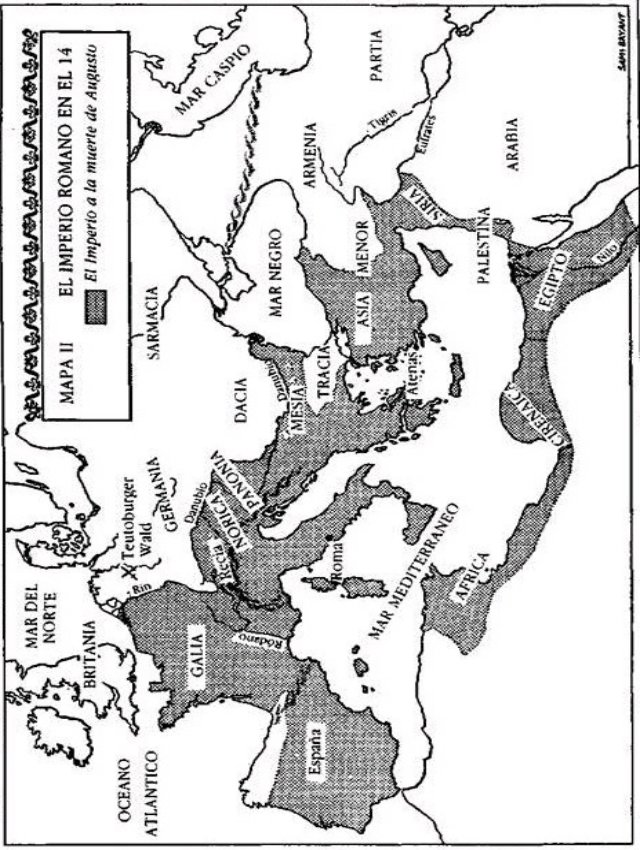 MAPA II EL IMPERIO ROMANO EN EL 14
El Imperio a la muerte de Augusto
MAR DEL
NORTE
BRITANIA
OCEANO
ATLANTICO
Teutoburger
Wald
GERMANIA
Rin
SARMACIA
MAR CASPIO
Danubio
DACIA
GALIA
Recia
NORICA
PANONIA
Danubio
MESIA
TRACIA
MAR NEGRO
ARMENIA
PARTIA
Ródano
España
Roma
Atenas
ASIA
MENOR
Tigris
Eufrates
SIRIA
MAR MEDITERRANEO
PALESTINA
ARABIA
AFRICA
CIRENAICA
EGIPTO
Nilo
SAMI BRYANT